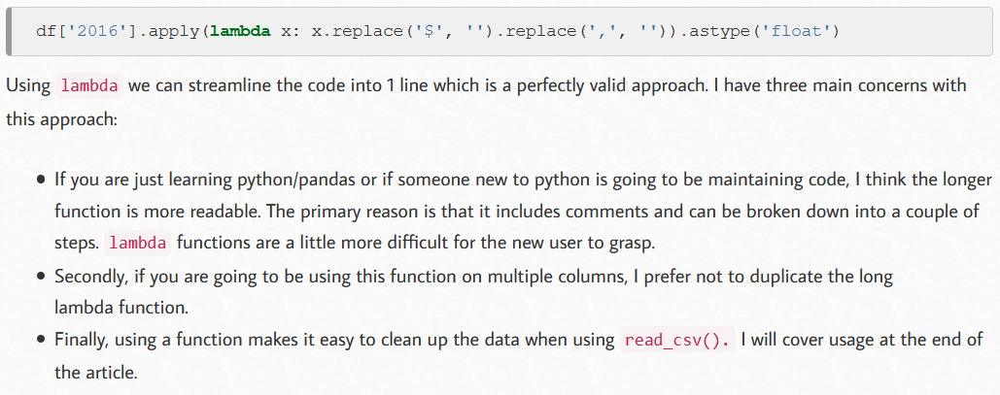 df['2016'].apply(lambda x: x.replace('$', '').replace(',', '')).astype('float')
Using lambda we can streamline the code into 1 line which is a perfectly valid approach. I have three main concerns with
this approach:
• If you are just learning python/pandas or if someone new to python is going to be maintaining code, I think the longer
function is more readable. The primary reason is that it includes comments and can be broken down into a couple of
steps. lambda functions are a little more difficult for the new user to grasp.
• Secondly, if you are going to be using this function on multiple columns, I prefer not to duplicate the long
lambda function.
• Finally, using a function makes it easy to clean up the data when using read_csv(). I will cover usage at the end of
the article.